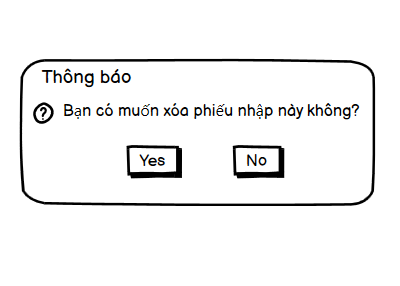 Thông báo
? Bạn có muốn xóa phiếu nhập này không?
Yes No